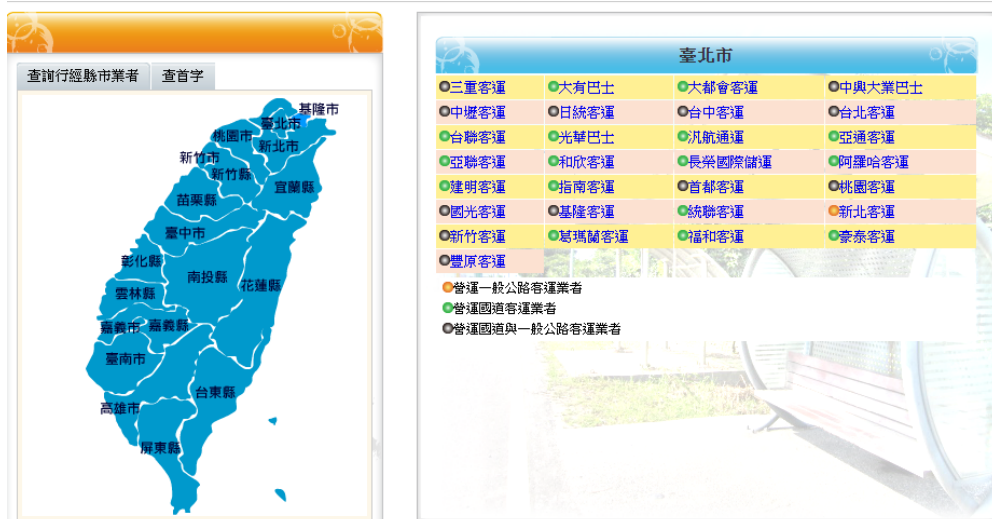 查詢行經縣市業者 查首字
基隆市
臺北市
桃園市
新北市
新竹市
新竹縣
宜蘭縣
苗栗縣
臺中市
彰化縣
南投縣
花蓮縣
雲林縣
嘉義市 嘉義縣
臺南市
台東縣
高雄市
屏東縣
臺北市
三重客運 大有巴士 大都會客運 中興大業巴士
中壢客運 日統客運 台中客運 台北客運
台聯客運 光華巴士 汎航通運 亞通客運
亞聯客運 和欣客運 長榮國際儲運 阿羅哈客運
建明客運 指南客運 首都客運 桃園客運
國光客運 基隆客運 統聯客運 新北客運
新竹客運 葛瑪蘭客運 福和客運 豪泰客運
豐原客運
營運一般公路客運業者
營運國道客運業者
營運國道與一般公路客運業者